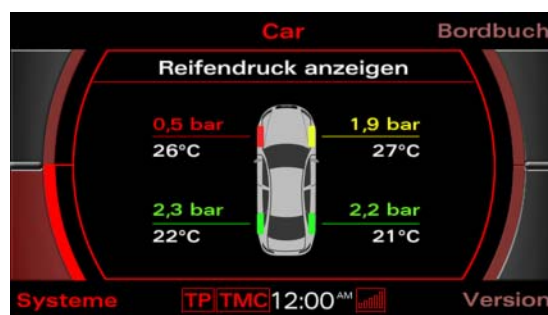 Car
Bordbuch
Reifendruck anzeigen
0,5 bar
1,9 bar
26°C
27°C
2,3 bar
2,2 bar
22°C
21°C
Systeme
TP TMC 12:00 AM
Version